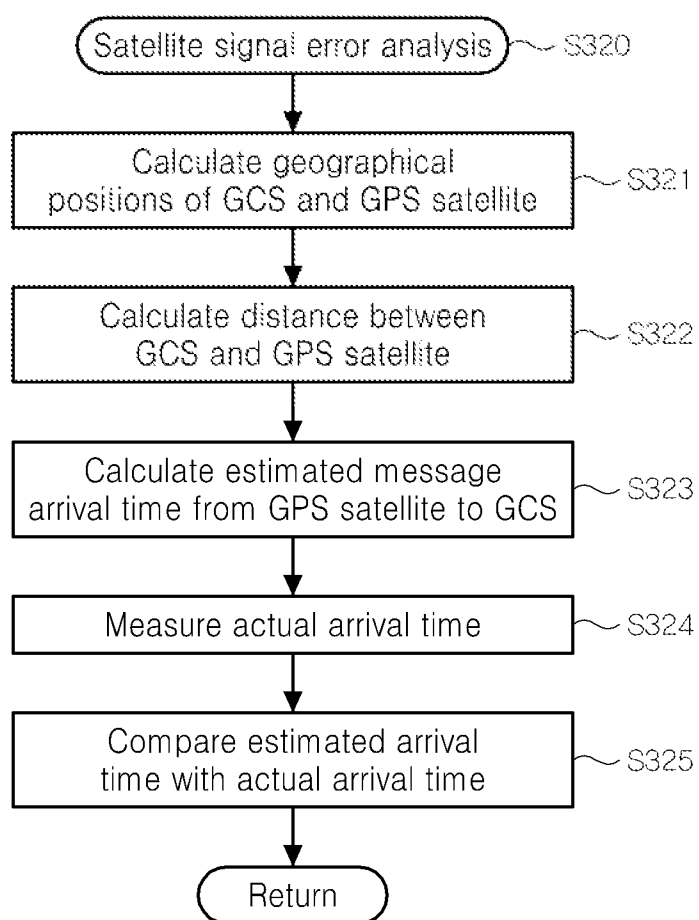 Satellite signal error analysis
S320
Calculate geographical
positions of GCS and GPS satellite
S321
Calculate distance between
GCS and GPS satellite
S322
Calculate estimated message
arrival time from GPS satellite to GCS
S323
Measure actual arrival time
S324
Compare estimated arrival
time with actual arrival time
S325
Return